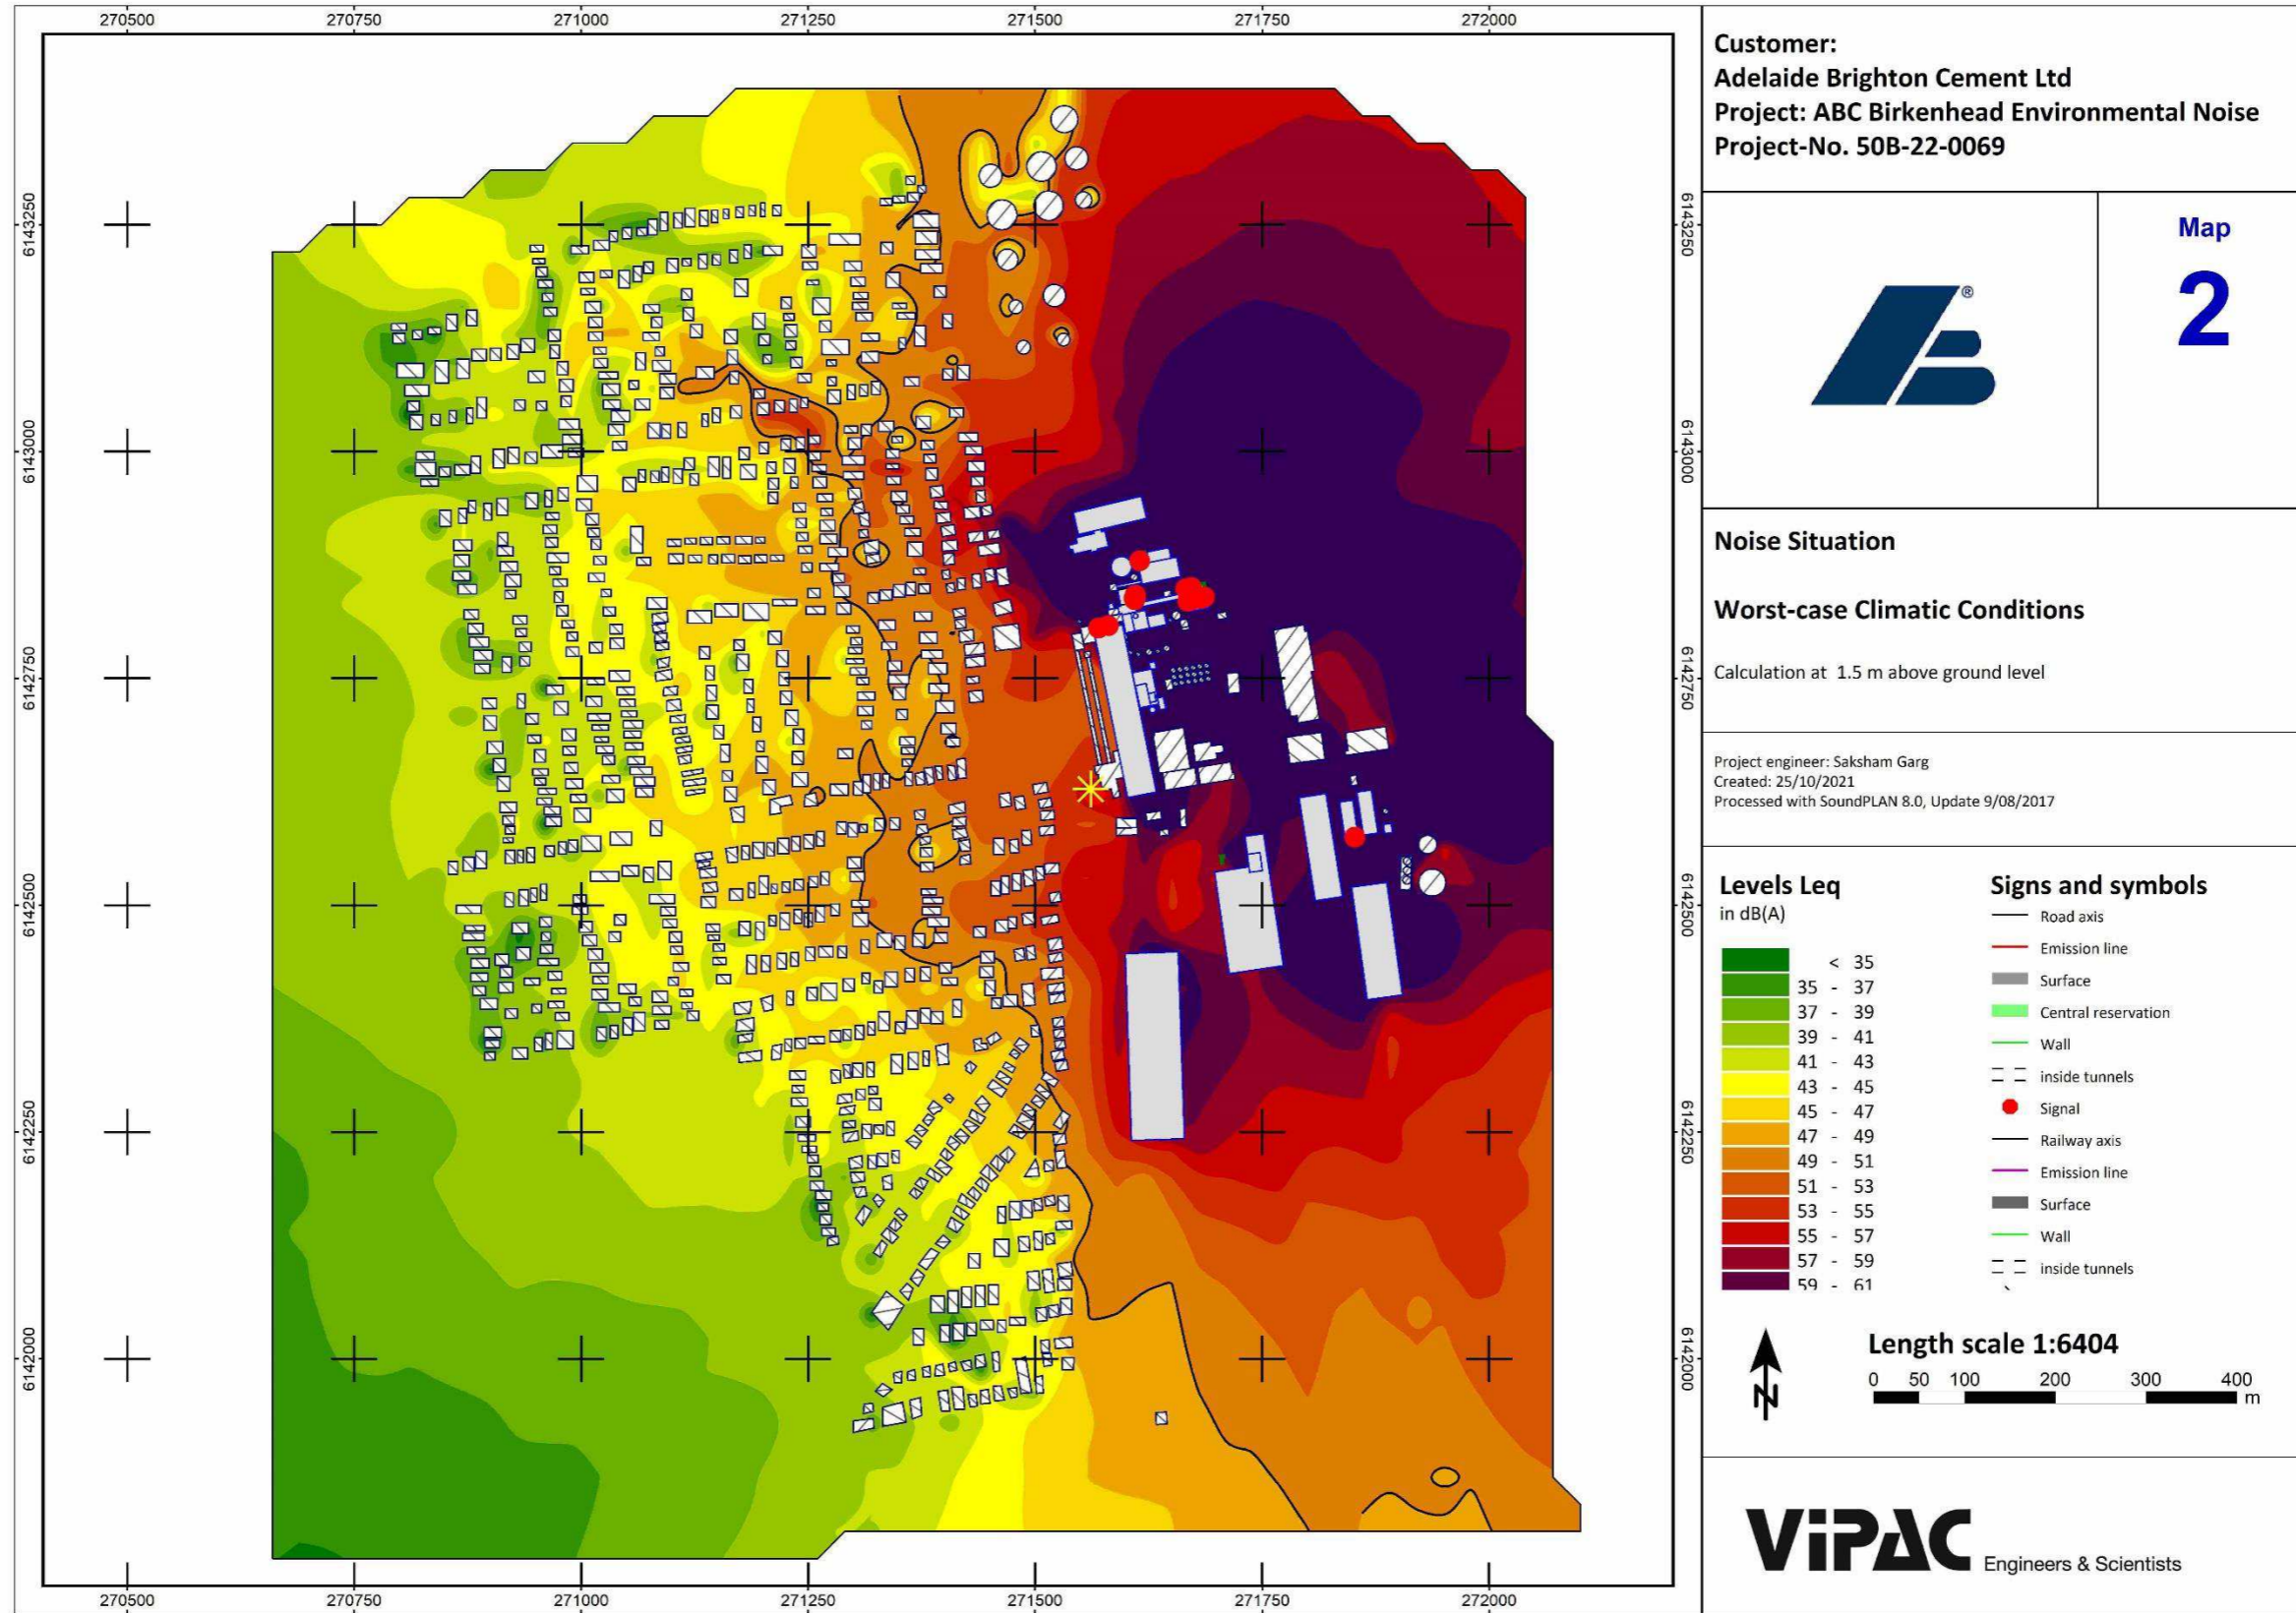 270500 270750 271000 271250 271500 271750 272000
6143250
6143000
6142750
6142500
6142250
6142000
6143250
6143000
6142750
6142500
6142250
6142000
270500 270750 271000 271250 271500 271750 272000
Customer:
Adelaide Brighton Cement Ltd
Project: ABC Birkenhead Environmental Noise
Project-No. 50B-22-0069
®
Map
2
Noise Situation
Worst-case Climatic Conditions
Calculation at 1.5 m above ground level
Project engineer: Saksham Garg
Created: 25/10/2021
Processed with SoundPLAN 8.0, Update 9/08/2017
Levels Leq
in dB(A)
< 35
35 - 37
37 - 39
39 - 41
41 - 43
43 - 45
45 - 47
47 - 49
49 - 51
51 - 53
53 - 55
55 - 57
57 - 59
59 - 61
Signs and symbols
Road axis
Emission line
Surface
Central reservation
Wall
inside tunnels
Signal
Railway axis
Emission line
Surface
Wall
inside tunnels
N
Length scale 1:6404
0 50 100 200 300 400
m
ViPAC Engineers & Scientists